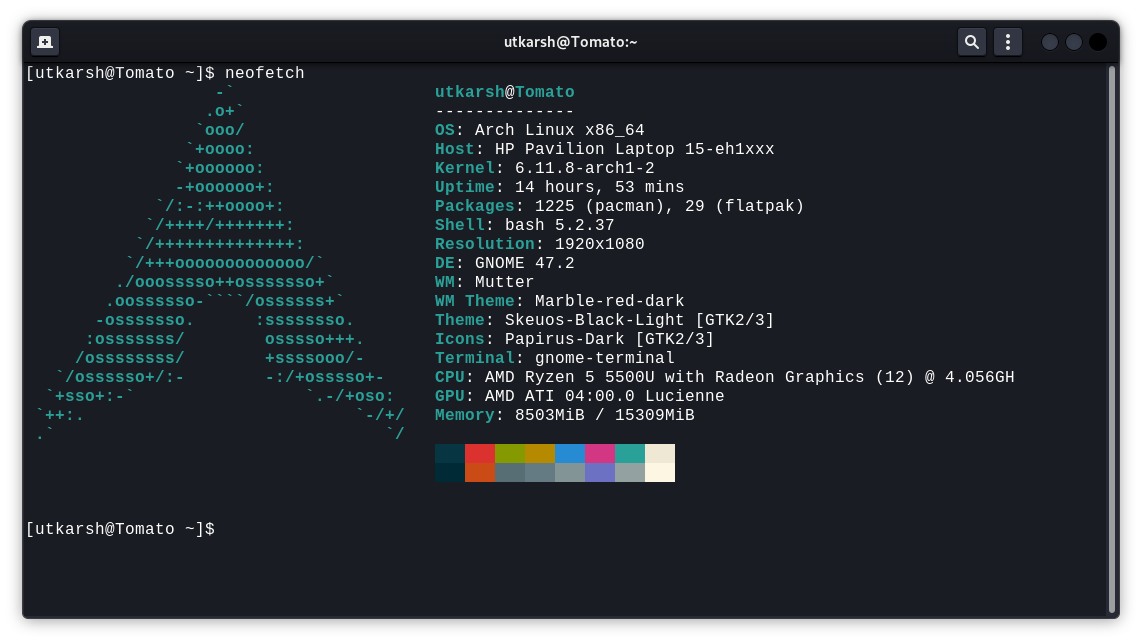 utkarsh@Tomato:~
[utkarsh@Tomato ~]$ neofetch
                   -`                    utkarsh@Tomato
                  .o+`                   --------------
                 `ooo/                   OS: Arch Linux x86_64
                `+oooo:                  Host: HP Pavilion Laptop 15-eh1xxx
               `+oooooo:                 Kernel: 6.11.8-arch1-2
               -+oooooo+:                Uptime: 14 hours, 53 mins
             `/:-:++oooo+:               Packages: 1225 (pacman), 29 (flatpak)
            `/++++/+++++++:              Shell: bash 5.2.37
           `/++++++++++++++:             Resolution: 1920x1080
          `/+++ooooooooooooo/`           DE: GNOME 47.2
         ./ooosssso++osssssso+`          WM: Mutter
        .oossssso-````/ossssss+`         WM Theme: Marble-red-dark
       -osssssso.      :ssssssso.        Theme: Skeuos-Black-Light [GTK2/3]
      :osssssss/        osssso+++.       Icons: Papirus-Dark [GTK2/3]
     /ossssssss/        +ssssooo/-       Terminal: gnome-terminal
   `/ossssso+/:-        -:/+osssso+-     CPU: AMD Ryzen 5 5500U with Radeon Graphics (12) @ 4.056GH
  `+sso+:-`                 `.-/+oso:    GPU: AMD ATI 04:00.0 Lucienne
 `++:.                           `-/+/   Memory: 8503MiB / 15309MiB
 .`                                 `/
[utkarsh@Tomato ~]$